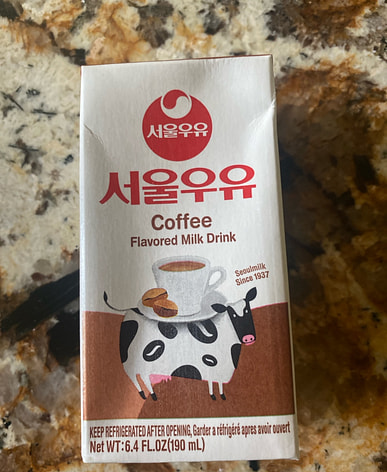 서울우유
서울우유
Coffee
Flavored Milk Drink
Seoulmilk
Since 1937
KEEP REFRIGERATED AFTER OPENING, Garder a réfrigéré apres avoir ouvert
Net WT:6.4 FL.OZ(190 mL)